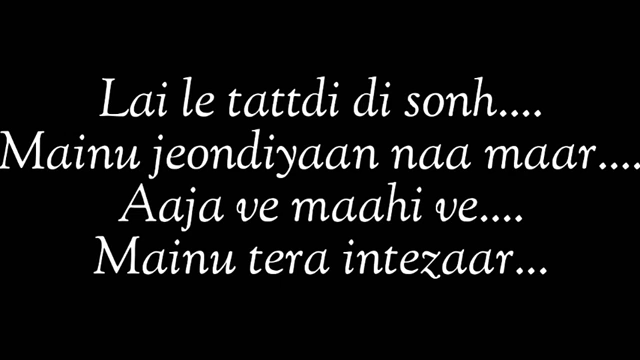 Lai le tattdi di sonh....
Mainu jeondiyaan naa maar....
Aaja ve maahi ve....
Mainu tera intezaar...